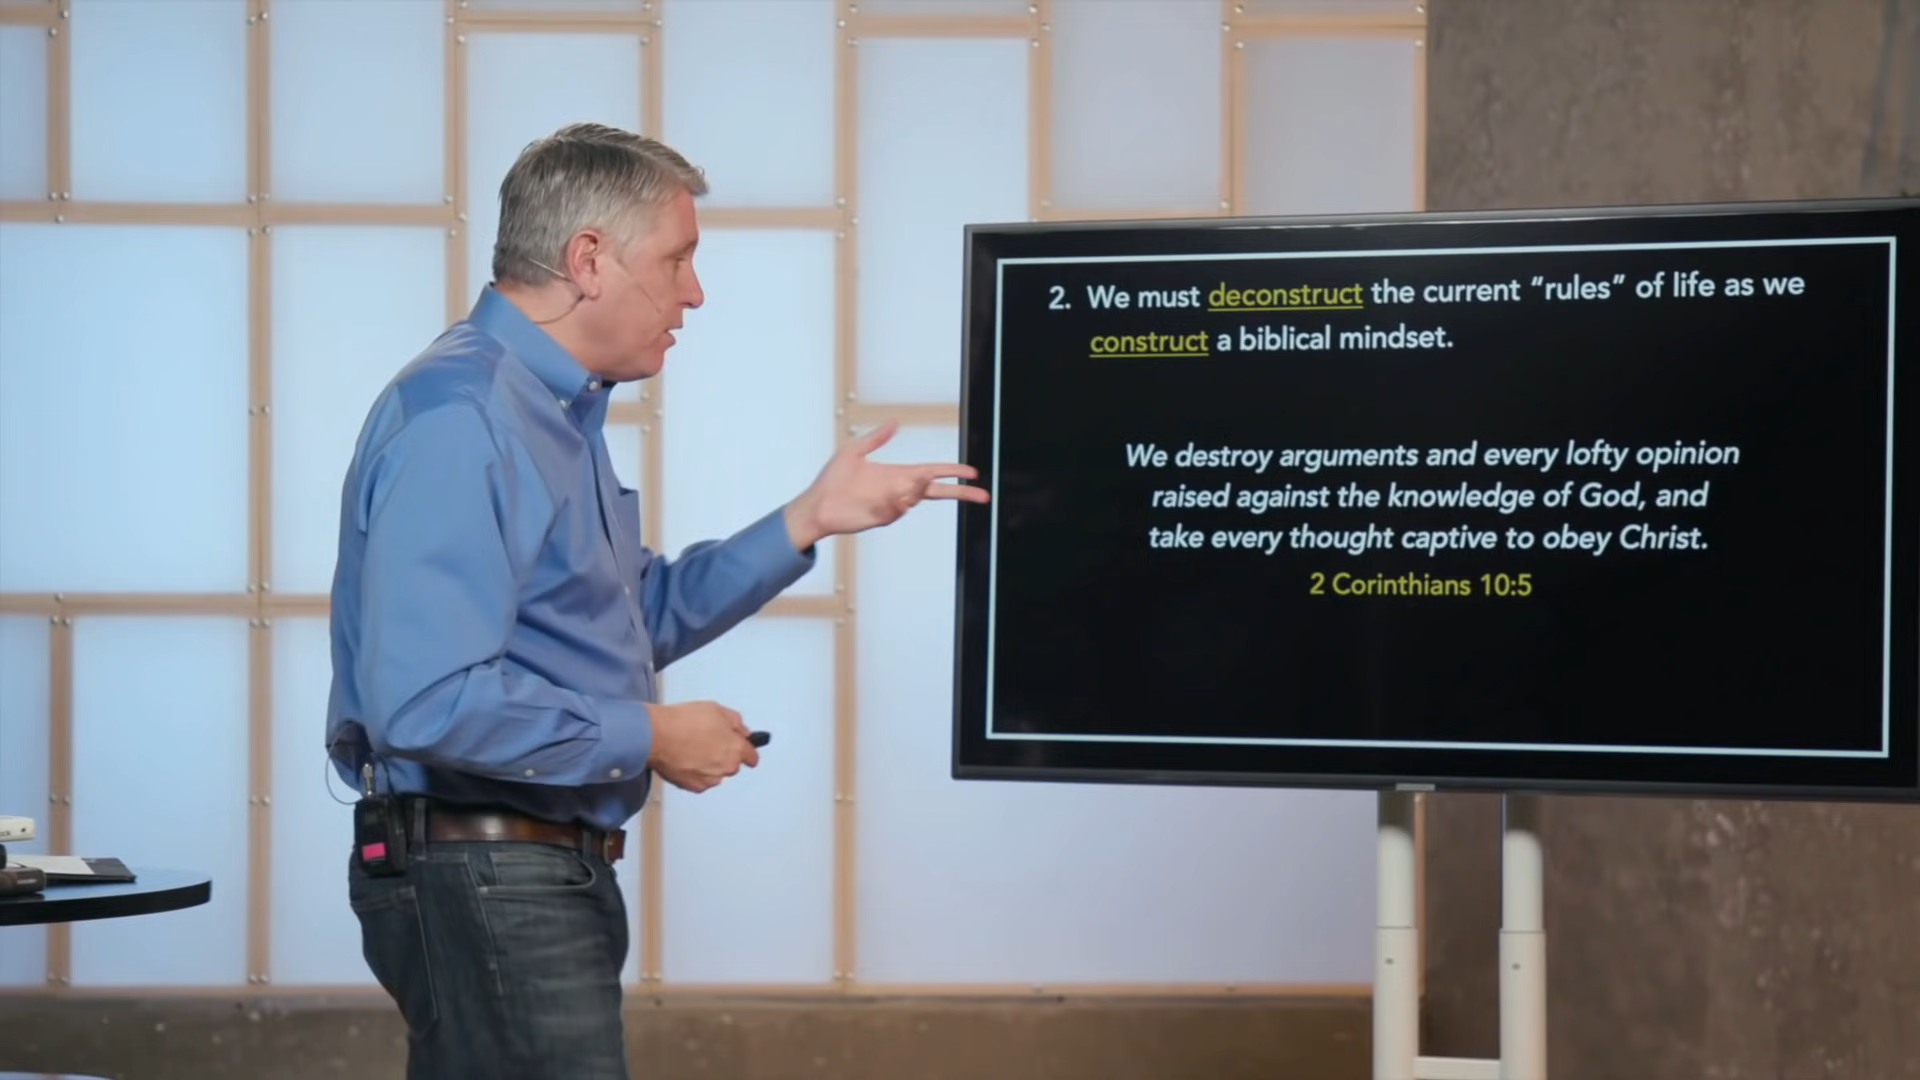 2. We must deconstruct the current “rules” of life as we
construct a biblical mindset.
We destroy arguments and every lofty opinion
raised against the knowledge of God, and
take every thought captive to obey Christ.
2 Corinthians 10:5